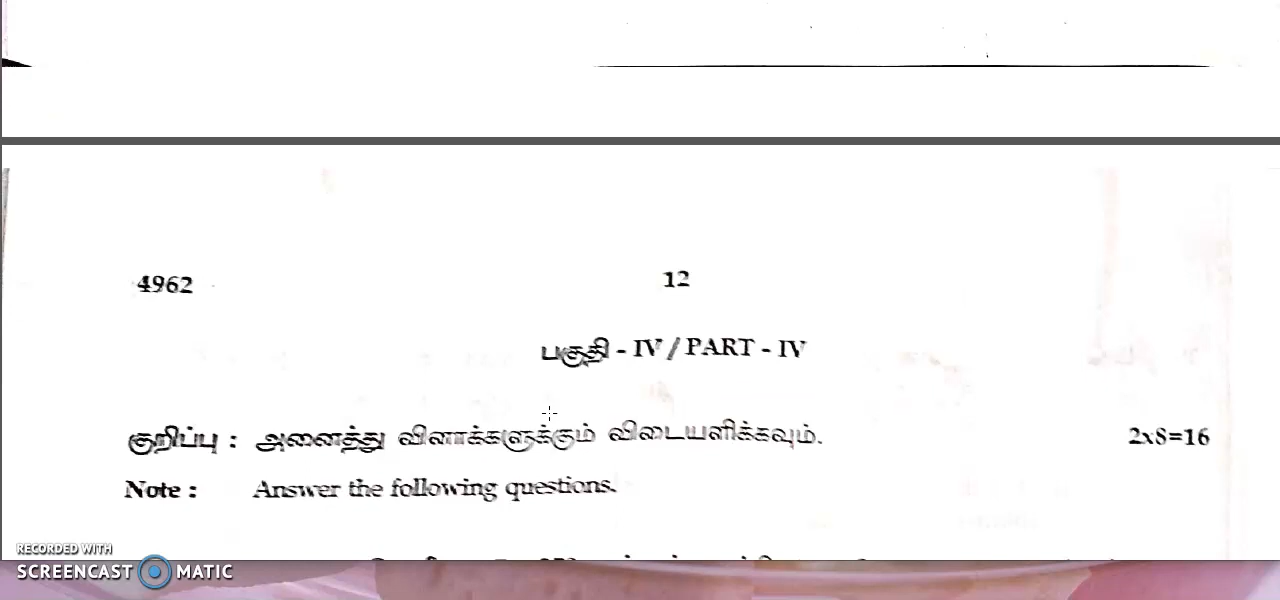 4962
12
பகுதி - IV / PART - IV
குறிப்பு : அனைத்து வினாக்களுக்கும் விடையளிக்கவும். 2x8=16
Note : Answer the following questions.
RECORDED WITH
SCREENCAST MATIC